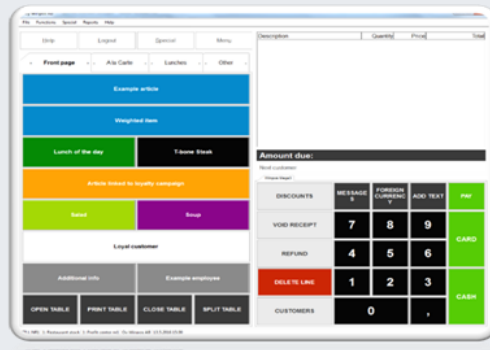 File Functions Special Reports Help
Logout Special Menu
Description Quantity Price Total
Front page A la Carte Lunches Other
Example article
Weighted item
Lunch of the day T-bone Steak
Amount due:
Next customer:
Article linked to loyalty campaign
DISCOUNTS MESSAGE
S FOREIGN
CURRENC
Y ADD TEXT PAY
Salad Soup
VOID RECEIPT 7 8 9
CARD
Loyal customer
REFUND 4 5 6
Additional info Example employee
DELETE LINE 1 2 3
CASH
OPEN TABLE PRINT TABLE CLOSE TABLE SPLIT TABLE
CUSTOMERS 0 ,